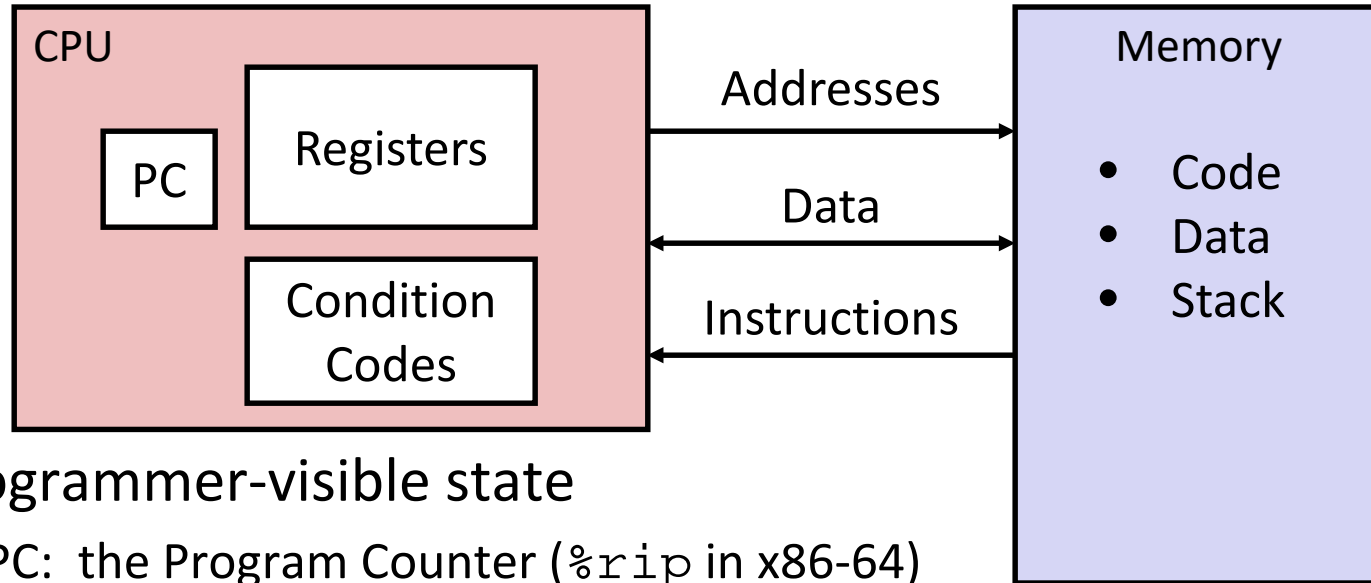 CPU
PC
Registers
Condition
Codes
Addresses
Data
Instructions
Memory
• Code
• Data
• Stack
ogrammer-visible state
PC: the Program Counter (%rip in x86-64)